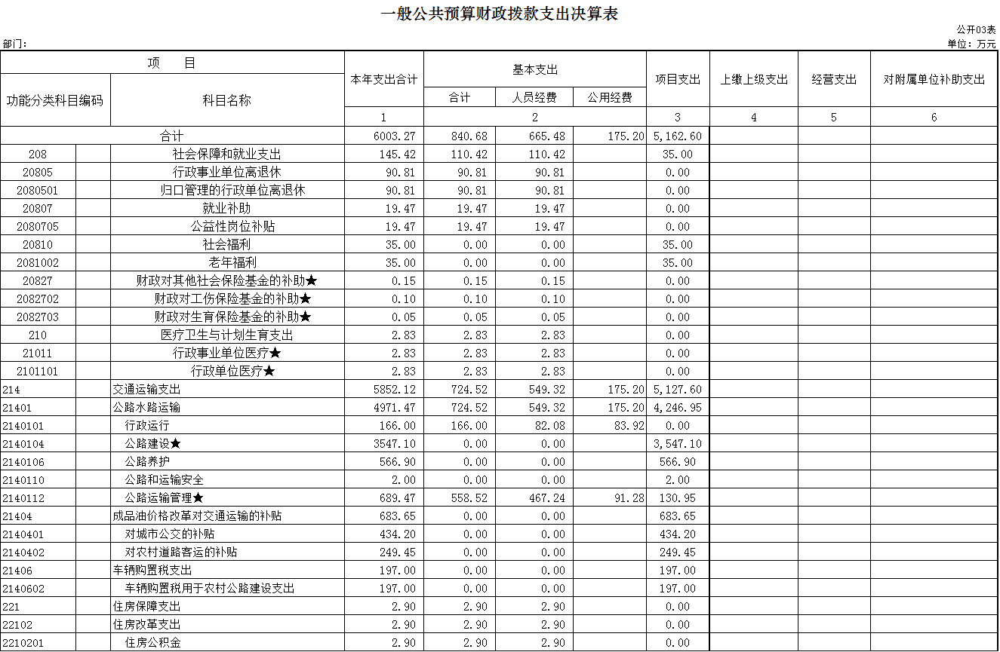 一般公共预算财政拨款支出决算表
公开03表
部门： 单位：万元
项 目 本年支出合计 基本支出 项目支出 上缴上级支出 经营支出 对附属单位补助支出
功能分类科目编码 科目名称 合计 人员经费 公用经费
1 2 3 4 5 6
合计 6003.27 840.68 665.48 175.20 5,162.60
208 社会保障和就业支出 145.42 110.42 110.42 35.00
20805 行政事业单位离退休 90.81 90.81 90.81 0.00
2080501 归口管理的行政单位离退休 90.81 90.81 90.81 0.00
20807 就业补助 19.47 19.47 19.47 0.00
2080705 公益性岗位补贴 19.47 19.47 19.47 0.00
20810 社会福利 35.00 0.00 0.00 35.00
2081002 老年福利 35.00 0.00 0.00 35.00
20827 财政对其他社会保险基金的补助★ 0.15 0.15 0.15 0.00
2082702 财政对工伤保险基金的补助★ 0.10 0.10 0.10 0.00
2082703 财政对生育保险基金的补助★ 0.05 0.05 0.05 0.00
210 医疗卫生与计划生育支出 2.83 2.83 2.83 0.00
21011 行政事业单位医疗★ 2.83 2.83 2.83 0.00
2101101 行政单位医疗★ 2.83 2.83 2.83 0.00
214 交通运输支出 5852.12 724.52 549.32 175.20 5,127.60
21401 公路水路运输 4971.47 724.52 549.32 175.20 4,246.95
2140101 行政运行 166.00 166.00 82.08 83.92 0.00
2140104 公路建设★ 3547.10 0.00 0.00 3,547.10
2140106 公路养护 566.90 0.00 0.00 566.90
2140110 公路和运输安全 2.00 0.00 0.00 2.00
2140112 公路运输管理★ 689.47 558.52 467.24 91.28 130.95
21404 成品油价格改革对交通运输的补贴 683.65 0.00 0.00 683.65
2140401 对城市公交的补贴 434.20 0.00 0.00 434.20
2140402 对农村道路客运的补贴 249.45 0.00 0.00 249.45
21406 车辆购置税支出 197.00 0.00 0.00 197.00
2140602 车辆购置税用于农村公路建设支出 197.00 0.00 0.00 197.00
221 住房保障支出 2.90 2.90 2.90 0.00
22102 住房改革支出 2.90 2.90 2.90 0.00
2210201 住房公积金 2.90 2.90 2.90 0.00